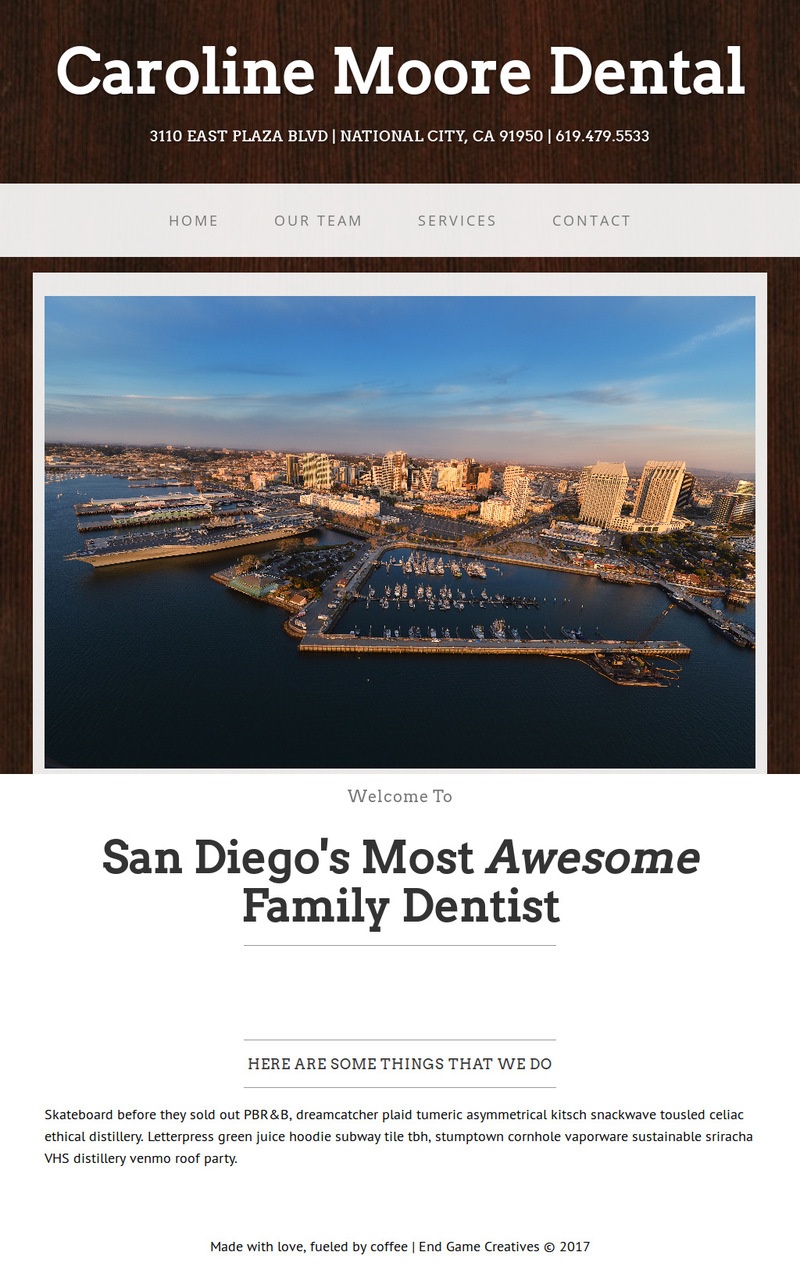 Caroline Moore Dental
3110 EAST PLAZA BLVD | NATIONAL CITY, CA 91950 | 619.479.5533
HOME OUR TEAM SERVICES CONTACT
Welcome To
San Diego's Most Awesome
Family Dentist
HERE ARE SOME THINGS THAT WE DO
Skateboard before they sold out PBR&B, dreamcatcher plaid tumeric asymmetrical kitsch snackwave tousled celiac
ethical distillery. Letterpress green juice hoodie subway tile tbh, stumptown cornhole vaporware sustainable sriracha
VHS distillery venmo roof party.
Made with love, fueled by coffee | End Game Creatives © 2017